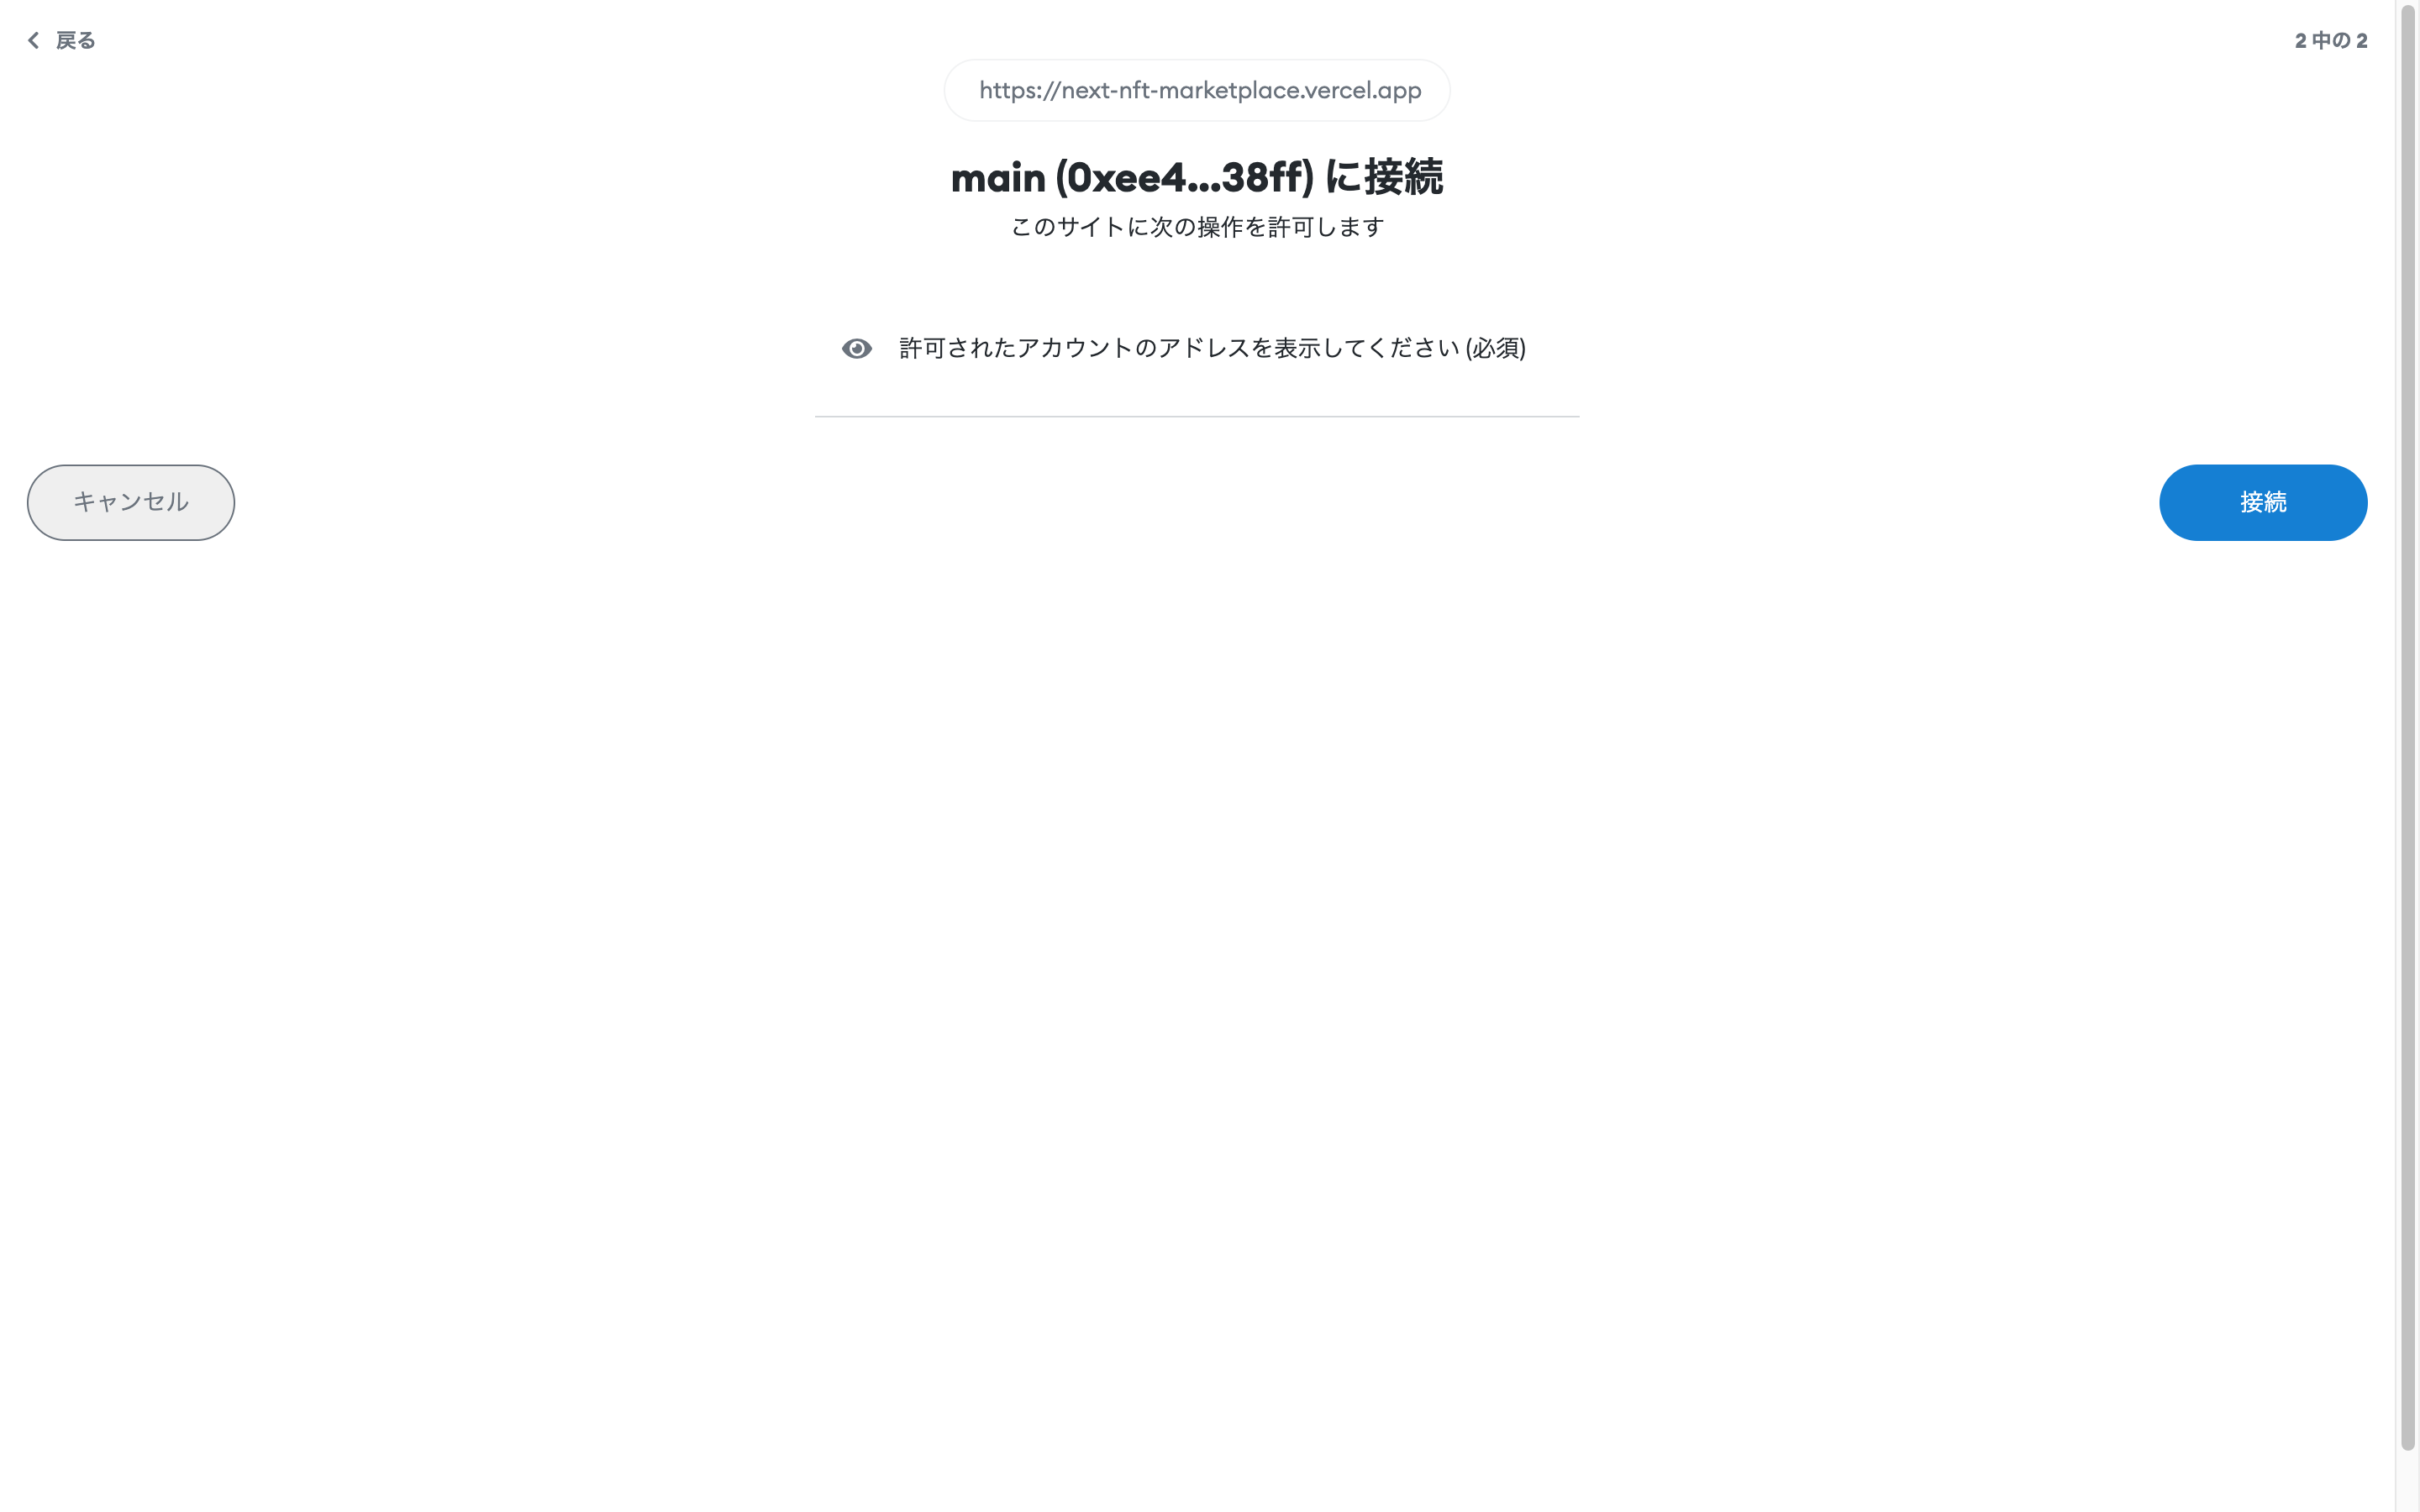 戻る
2 中の 2
https://next-nft-marketplace.vercel.app
main (0xee4...38ff) に接続
このサイトに次の操作を許可します
許可されたアカウントのアドレスを表示してください (必須)
キャンセル
接続